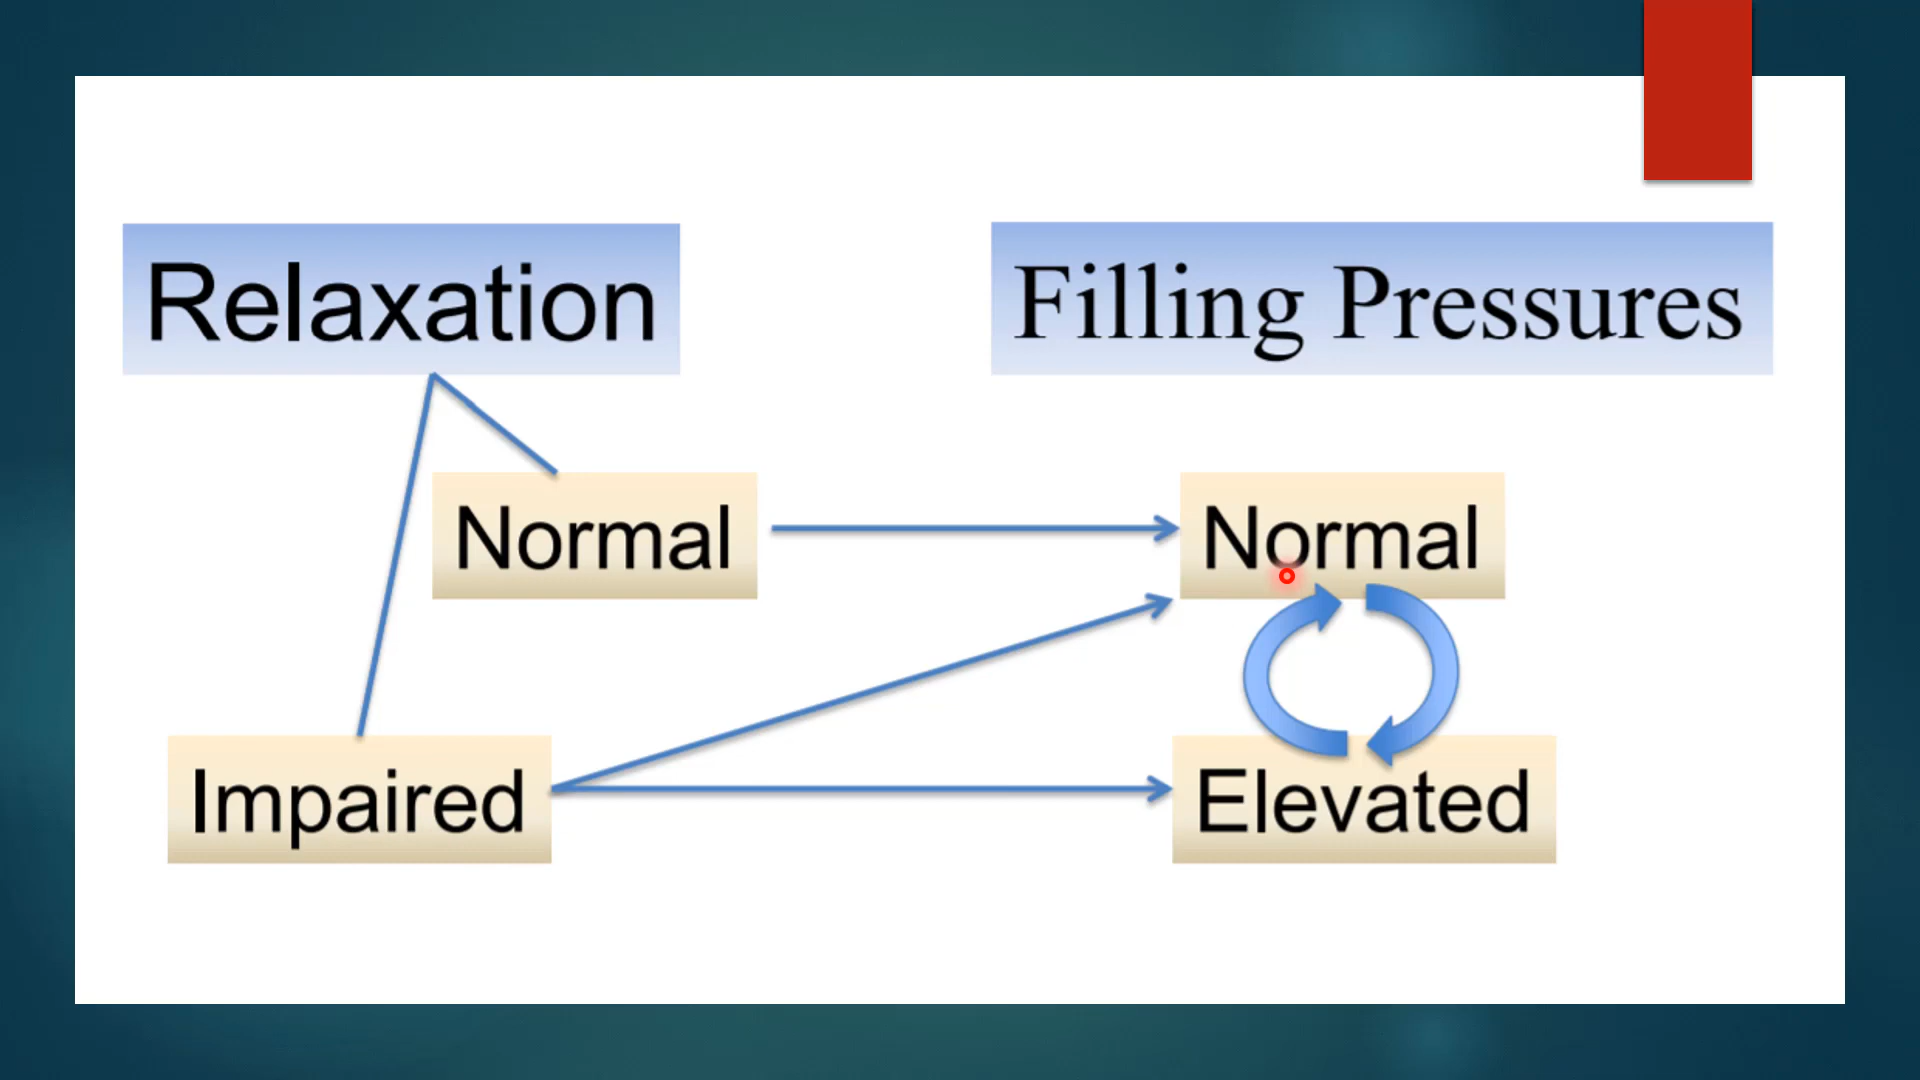 Relaxation
Filling Pressures
Normal
Normal
Impaired
Elevated